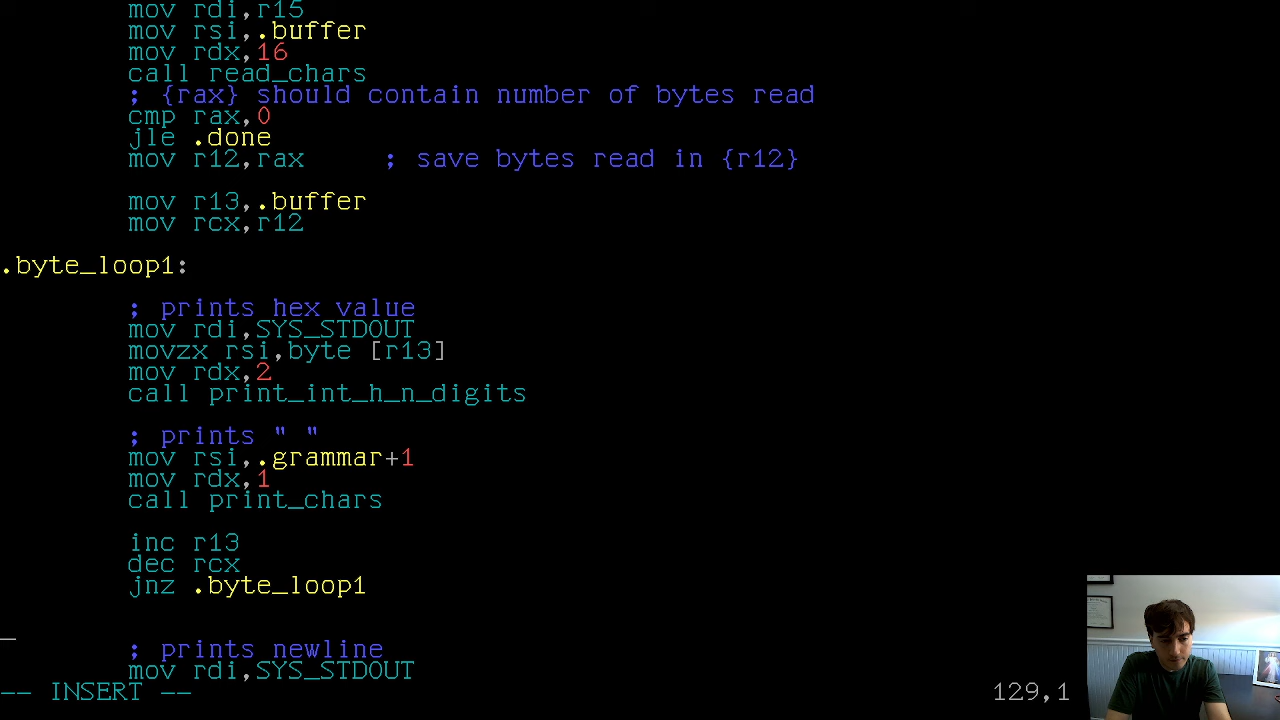 mov rdi,r15
mov rsi,.buffer
mov rdx,16
call read_chars
; {rax} should contain number of bytes read
cmp rax,0
jle .done
mov r12,rax ; save bytes read in {r12}
mov r13,.buffer
mov rcx,r12
.byte_loop1:
; prints hex value
mov rdi,SYS_STDOUT
movzx rsi,byte [r13]
mov rdx,2
call print_int_h_n_digits
; prints " "
mov rsi,.grammar+1
mov rdx,1
call print_chars
inc r13
dec rcx
jnz .byte_loop1
; prints newline
mov rdi,SYS_STDOUT
-- INSERT -- 129,1